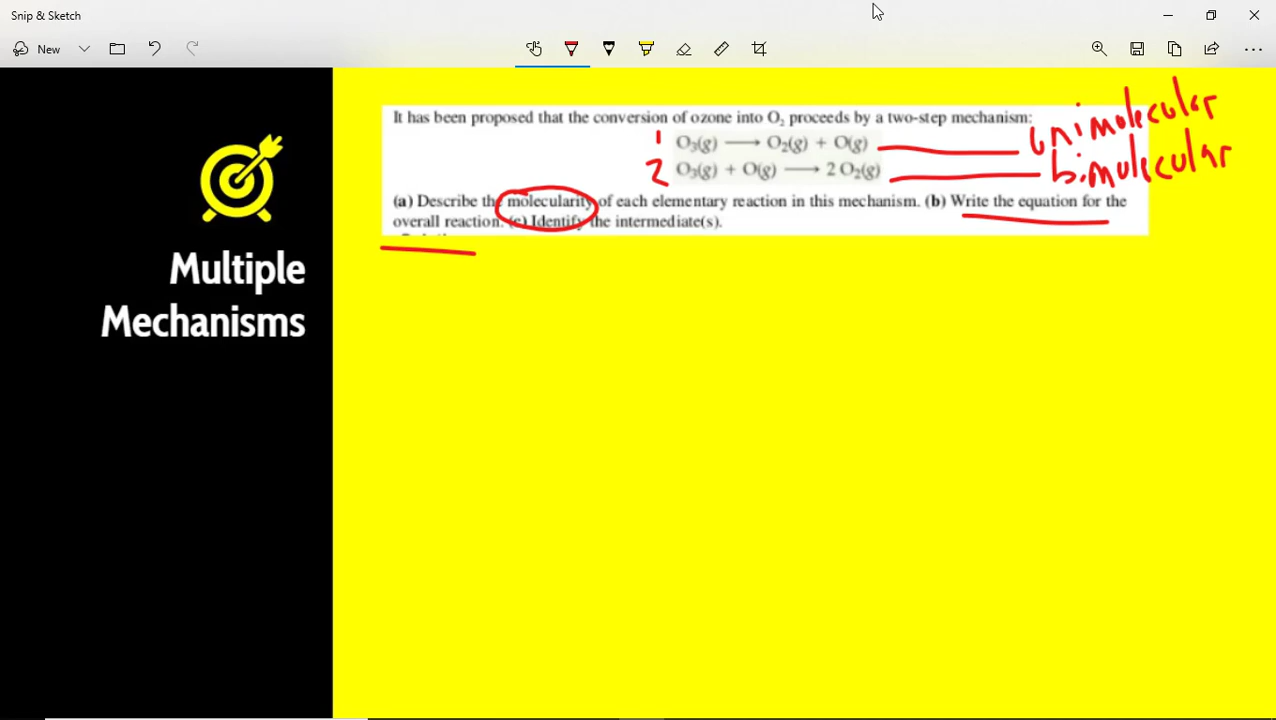 Snip & Sketch
New
It has been proposed that the conversion of ozone into O₂ proceeds by a two-step mechanism:
1 O₃(g) ⟶ O₂(g) + O(g) unimolecular
2 O₃(g) + O(g) ⟶ 2 O₂(g) bimolecular
(a) Describe the molecularity of each elementary reaction in this mechanism. (b) Write the equation for the
overall reaction. (c) Identify the intermediate(s).
Multiple
Mechanisms